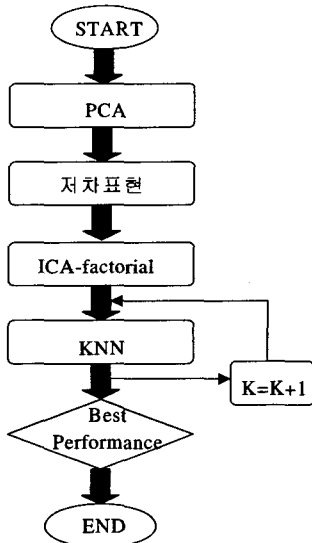 START
PCA
저차표현
ICA-factorial
KNN
K=K+1
Best
Performance
END